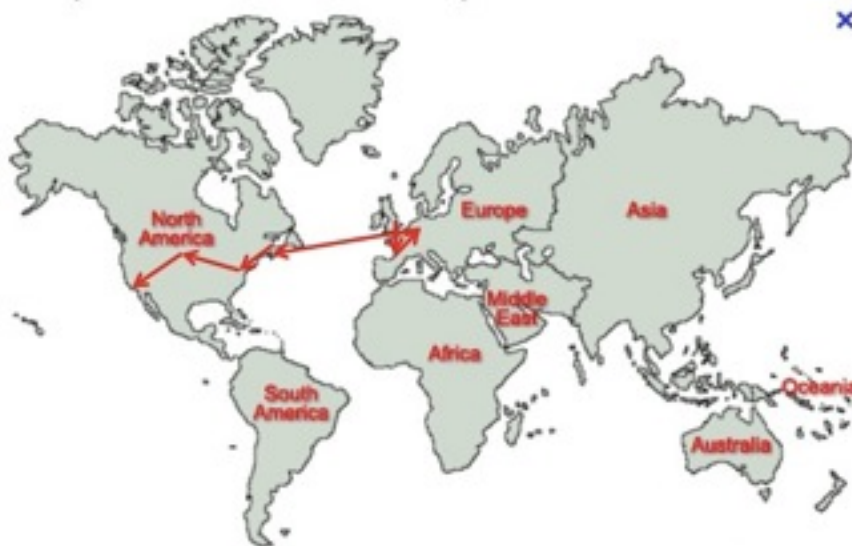 North
America
Europe
Asia
Middle
East
Africa
South
America
Oceania
Australia